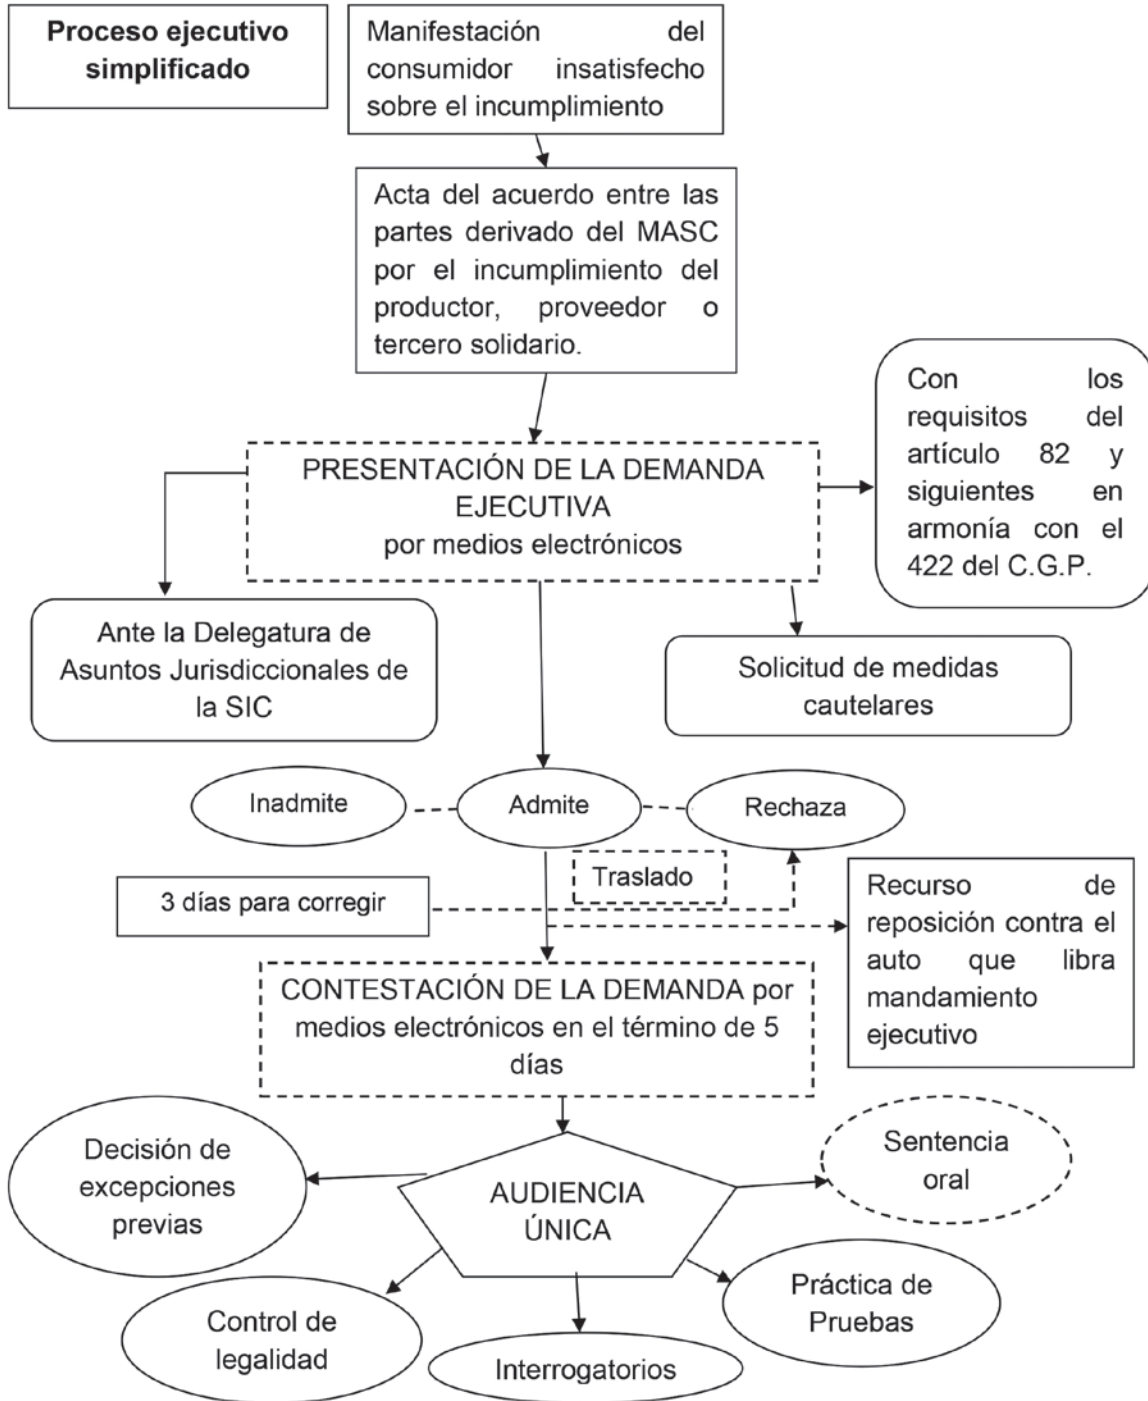 Proceso ejecutivo
simplificado
Manifestación del
consumidor insatisfecho
sobre el incumplimiento
Acta del acuerdo entre las
partes derivado del MASC
por el incumplimiento del
productor, proveedor o
tercero solidario.
Con los
requisitos del
artículo 82 y
siguientes en
armonía con el
422 del C.G.P.
PRESENTACIÓN DE LA DEMANDA
EJECUTIVA
por medios electrónicos
Ante la Delegatura de
Asuntos Jurisdiccionales de
la SIC
Solicitud de medidas
cautelares
Inadmite
Admite
Rechaza
Traslado
3 días para corregir
Recurso de
reposición contra el
auto que libra
mandamiento
ejecutivo
CONTESTACIÓN DE LA DEMANDA por
medios electrónicos en el término de 5
días
Decisión de
excepciones
previas
AUDIENCIA
ÚNICA
Sentencia
oral
Control de
legalidad
Interrogatorios
Práctica de
Pruebas